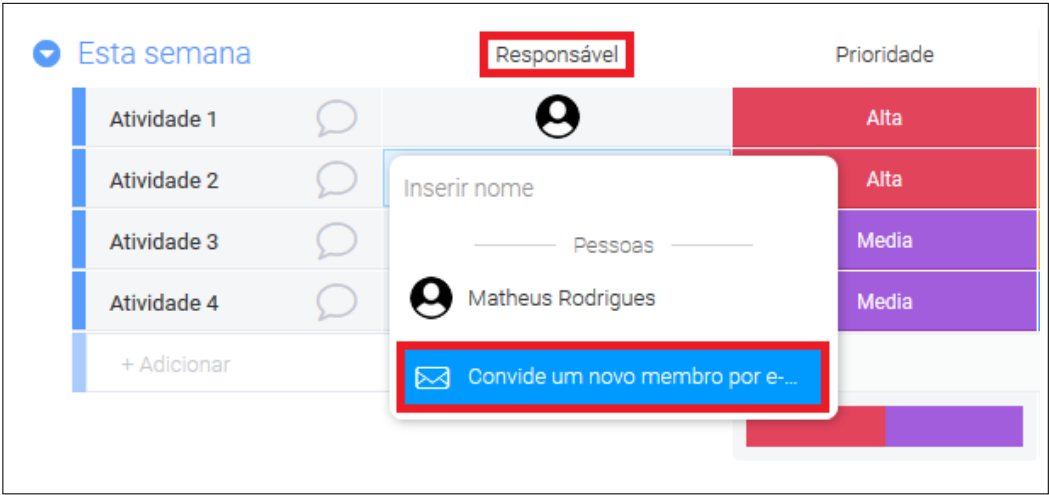 Esta semana
Responsável
Prioridade
Atividade 1
Alta
Atividade 2
Alta
Inserir nome
Atividade 3
Pessoas
Media
Atividade 4
Matheus Rodrigues
Media
+ Adicionar
Convide um novo membro por e-...